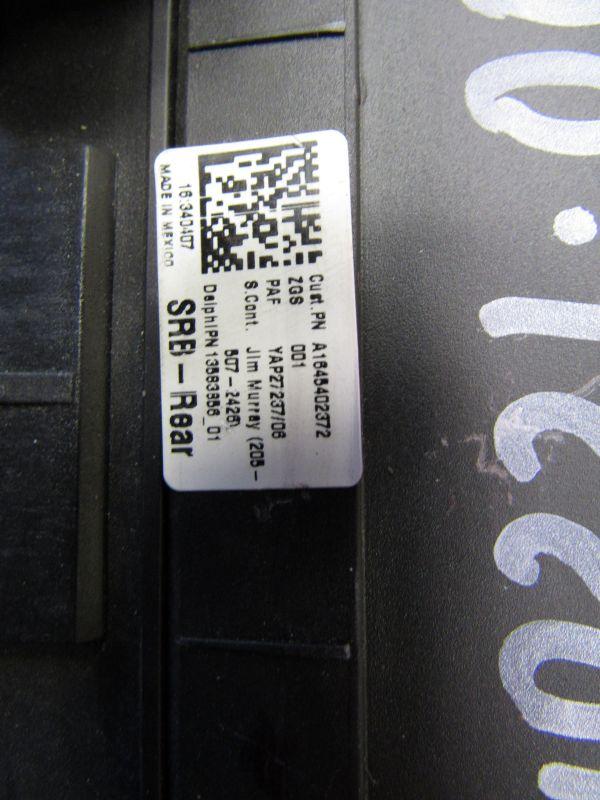 Cust.PN A1645402372
ZGS 001
PAF YAP27237/06
S.Cont. Jim Murray (205-
507-2426)
DelphiPN 13583956_01
SRB-Rear
16:340407
MADE IN MEXICO